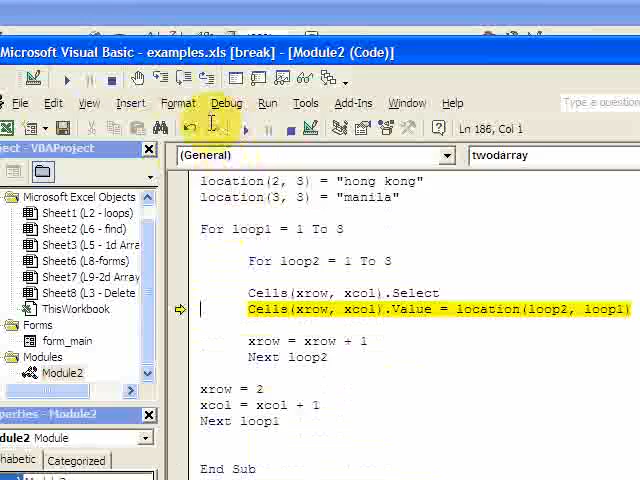 Microsoft Visual Basic - examples.xls [break] - [Module2 (Code)]
File Edit View Insert Format Debug Run Tools Add-Ins Window Help
Type a question
Ln 186, Col 1
ect - VBAProject
(General)
twodarray
Microsoft Excel Objects
Sheet1 (L2 - loops)
Sheet2 (L6 - find)
Sheet3 (L5 - 1d Arra
Sheet6 (L8-forms)
Sheet7 (L9-2d Array
Sheet8 (L3 - Delete
ThisWorkbook
Forms
form_main
Modules
Module2
location(2, 3) = "hong kong"
location(3, 3) = "manila"
For loop1 = 1 To 3
For loop2 = 1 To 3
Cells(xrow, xcol).Select
Cells(xrow, xcol).Value = location(loop2, loop1)
xrow = xrow + 1
Next loop2
xrow = 2
xcol = xcol + 1
Next loop1
End Sub
perties - Module2
dule2 Module
habetic Categorized